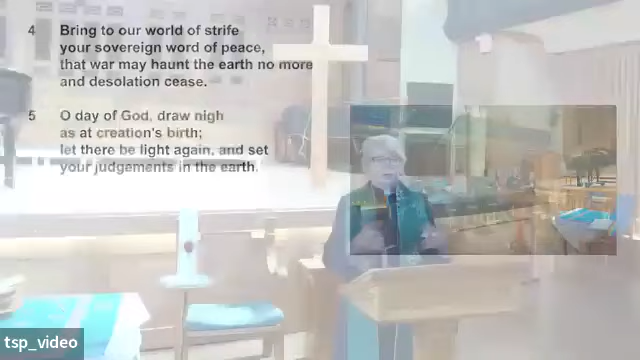 4 Bring to our world of strife
your sovereign word of peace,
that war may haunt the earth no more
and desolation cease.
5 O day of God, draw nigh
as at creation's birth;
let there be light again, and set
your judgements in the earth.
tsp_video